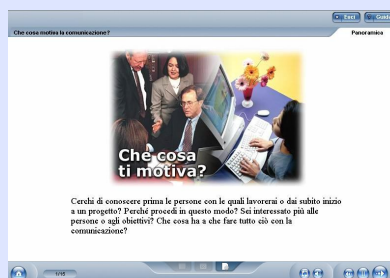 Esci Guida
Che cosa motiva la comunicazione? Panoramica
Che cosa
ti motiva?
Cerchi di conoscere prima le persone con le quali lavorerai o dai subito inizio
a un progetto? Perché procedi in questo modo? Sei interessato più alle
persone o agli obiettivi? Che cosa ha a che fare tutto ciò con la
comunicazione?
1/15